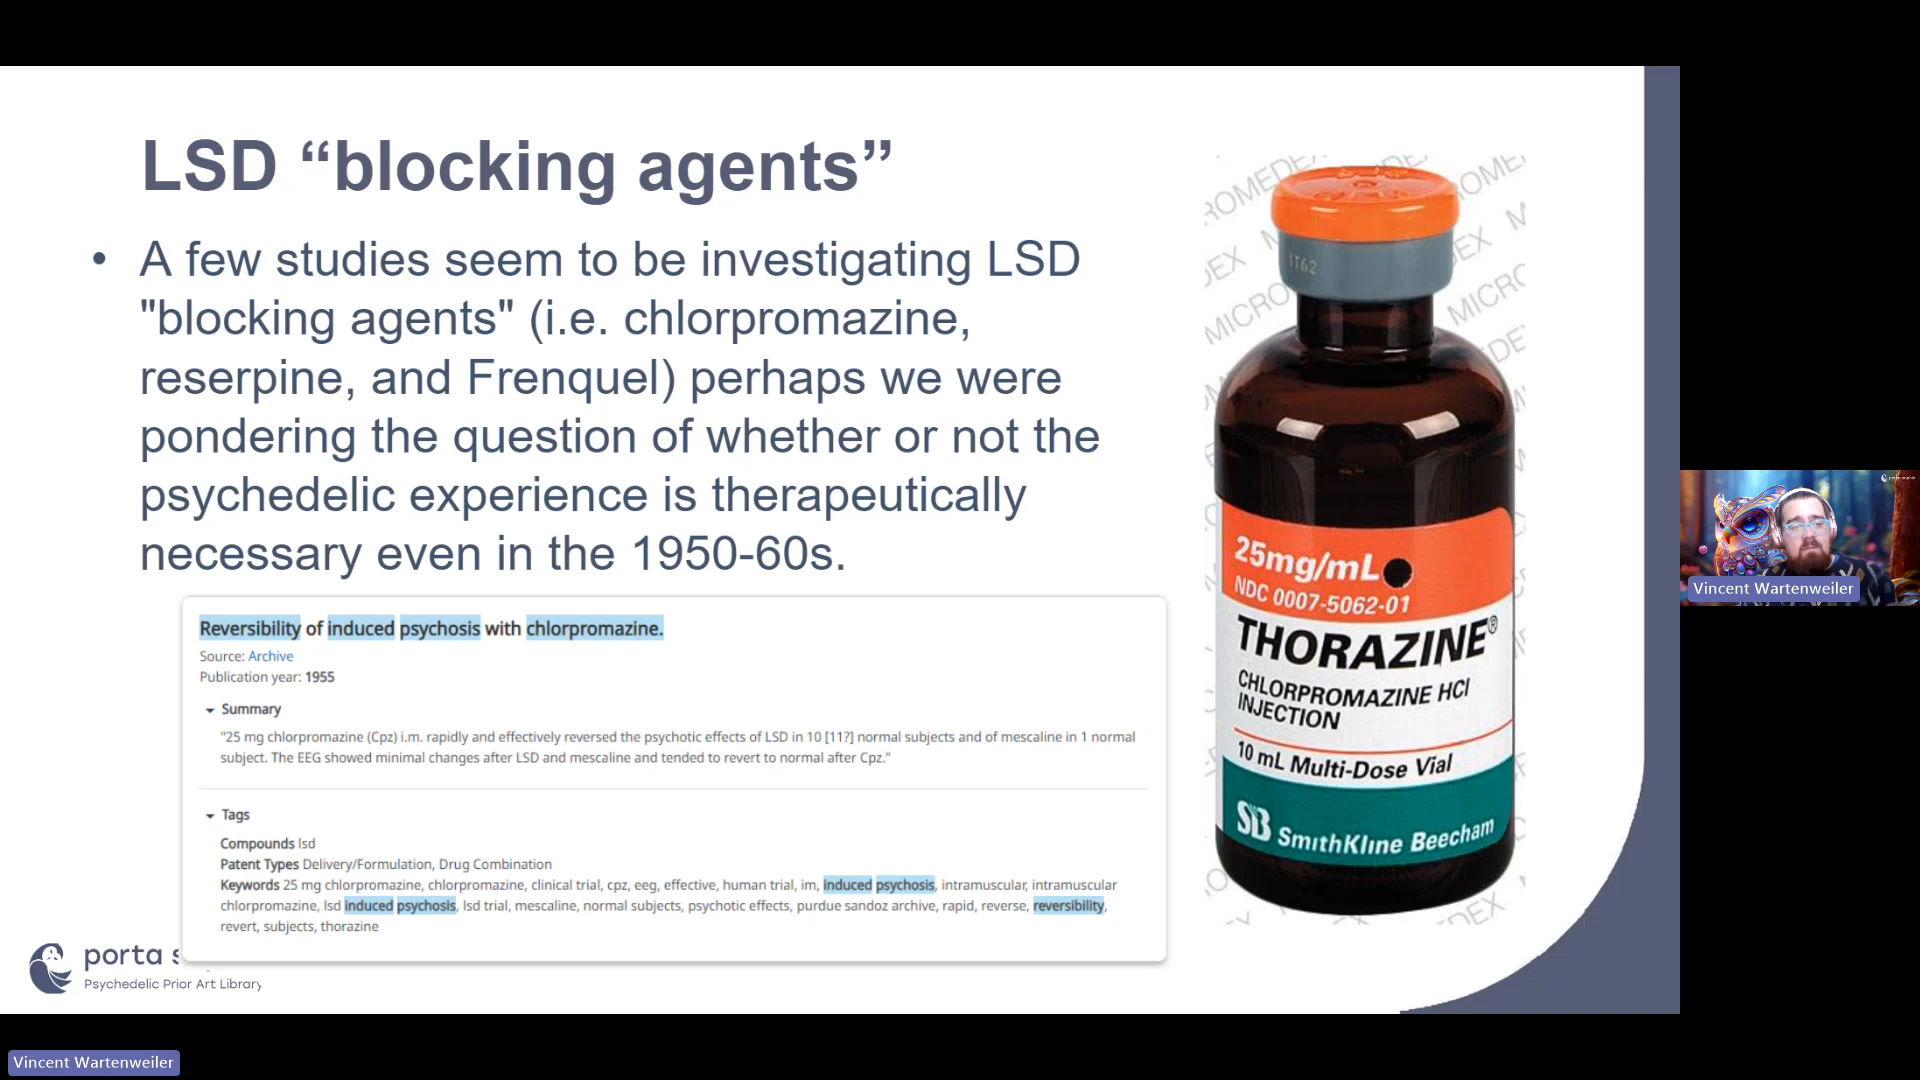 LSD “blocking agents”
• A few studies seem to be investigating LSD
"blocking agents" (i.e. chlorpromazine,
reserpine, and Frenquel) perhaps we were
pondering the question of whether or not the
psychedelic experience is therapeutically
necessary even in the 1950-60s.
Reversibility of induced psychosis with chlorpromazine.
Source: Archive
Publication year: 1955
Summary
"25 mg chlorpromazine (Cpz) i.m. rapidly and effectively reversed the psychotic effects of LSD in 10 [11?] normal subjects and of mescaline in 1 normal
subject. The EEG showed minimal changes after LSD and mescaline and tended to revert to normal after Cpz."
Tags
Compounds lsd
Patent Types Delivery/Formulation, Drug Combination
Keywords 25 mg chlorpromazine, chlorpromazine, clinical trial, cpz, eeg, effective, human trial, im, induced psychosis, intramuscular, intramuscular
chlorpromazine, lsd induced psychosis, lsd trial, mescaline, normal subjects, psychotic effects, purdue sandoz archive, rapid, reverse, reversibility,
revert, subjects, thorazine
porta s
Psychedelic Prior Art Library
25mg/mL
NDC 0007-5062-01
THORAZINE®
CHLORPROMAZINE HCl
INJECTION
10 mL Multi-Dose Vial
SB SmithKline Beecham
Vincent Wartenweiler
Vincent Wartenweiler